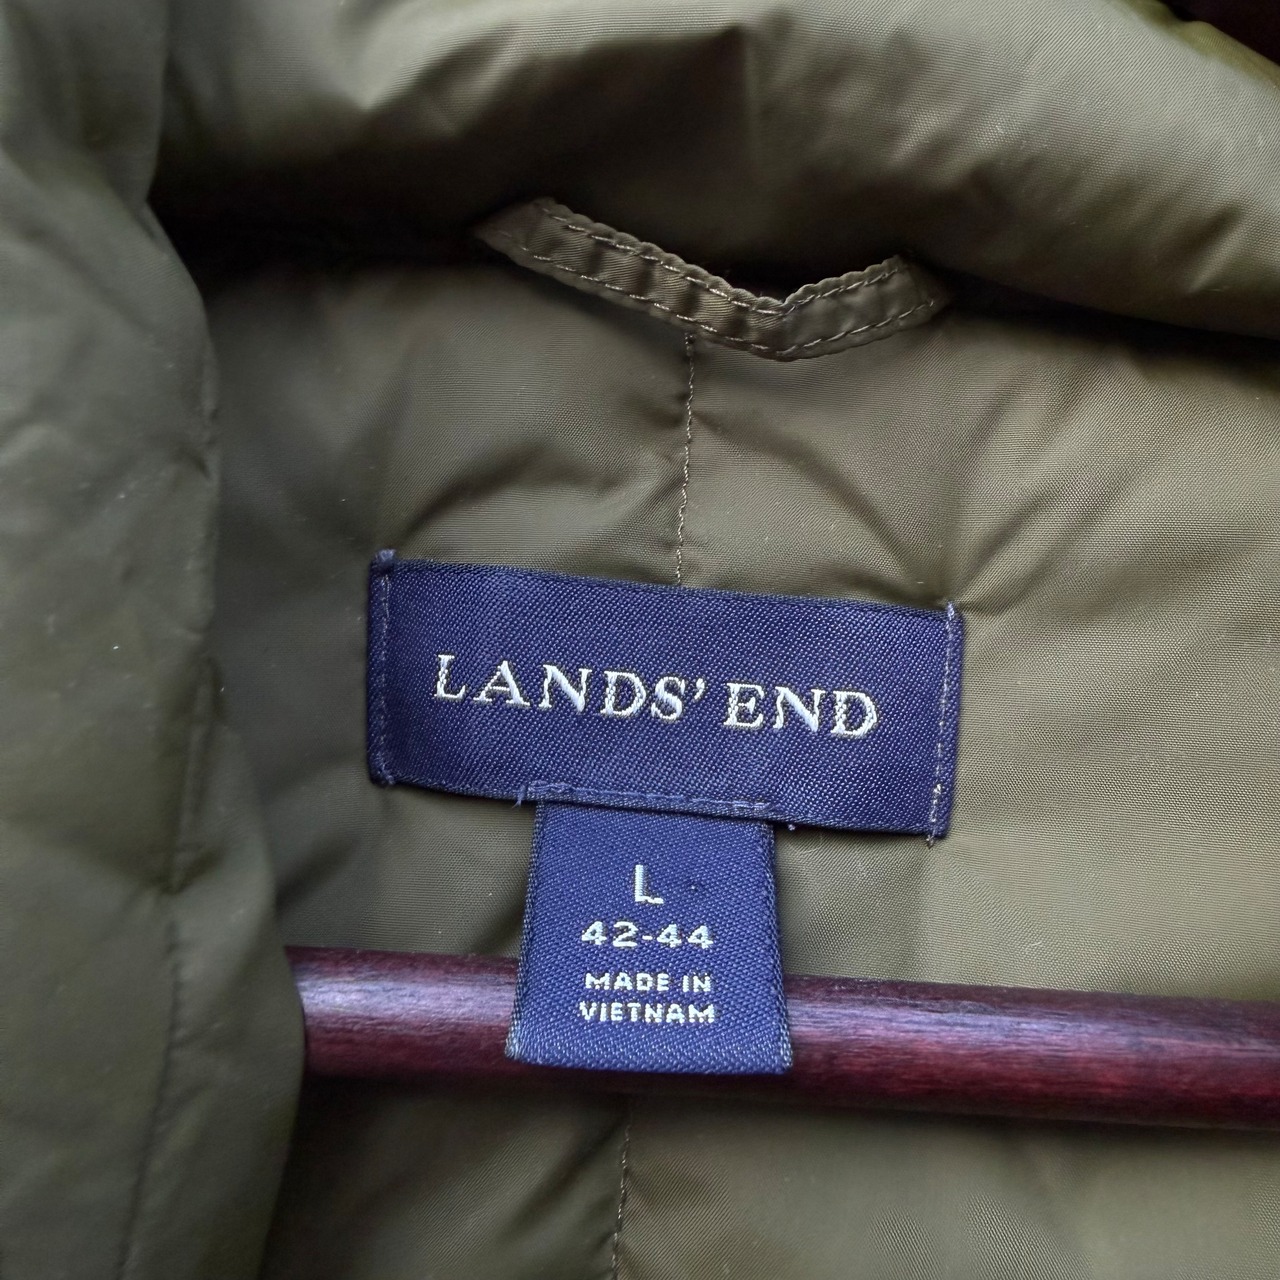 LANDS' END
L
42-44
MADE IN
VIETNAM